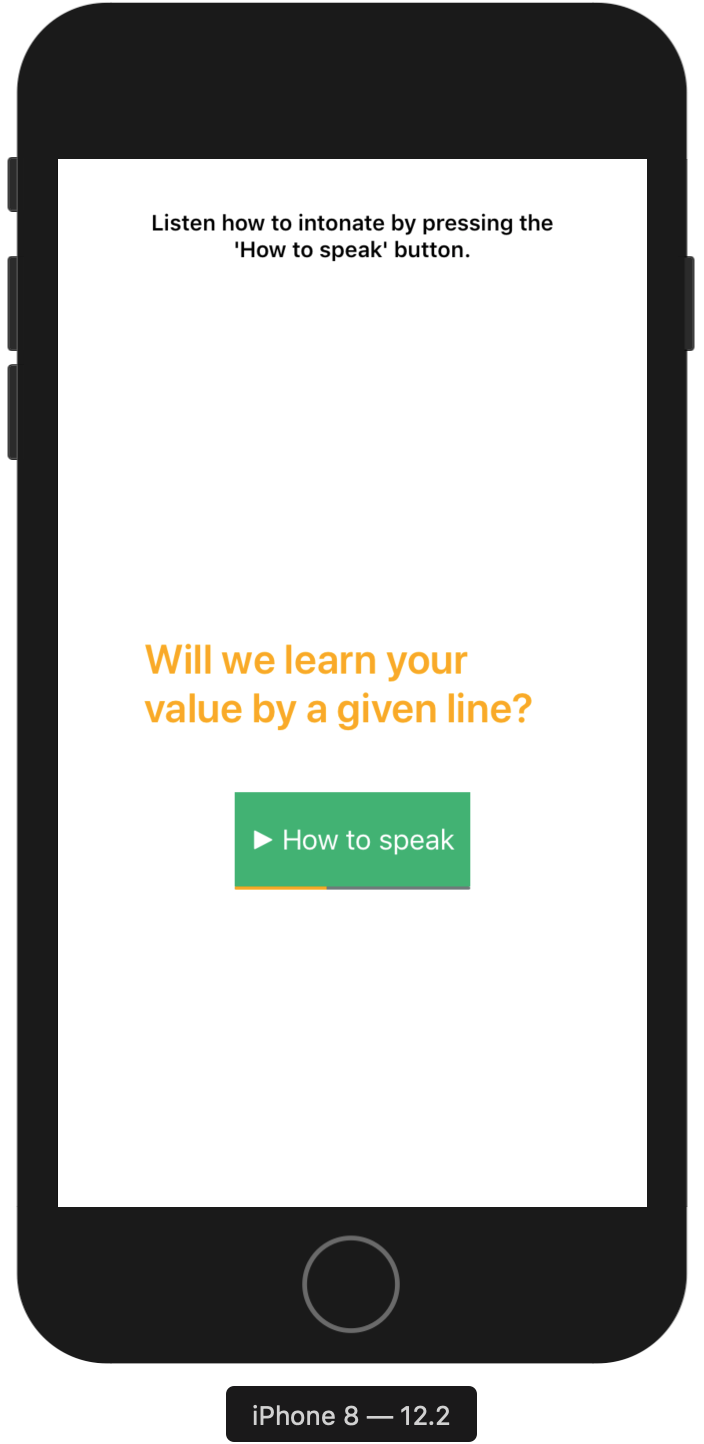 Listen how to intonate by pressing the
'How to speak' button.
Will we learn your
value by a given line?
▶ How to speak
iPhone 8 — 12.2